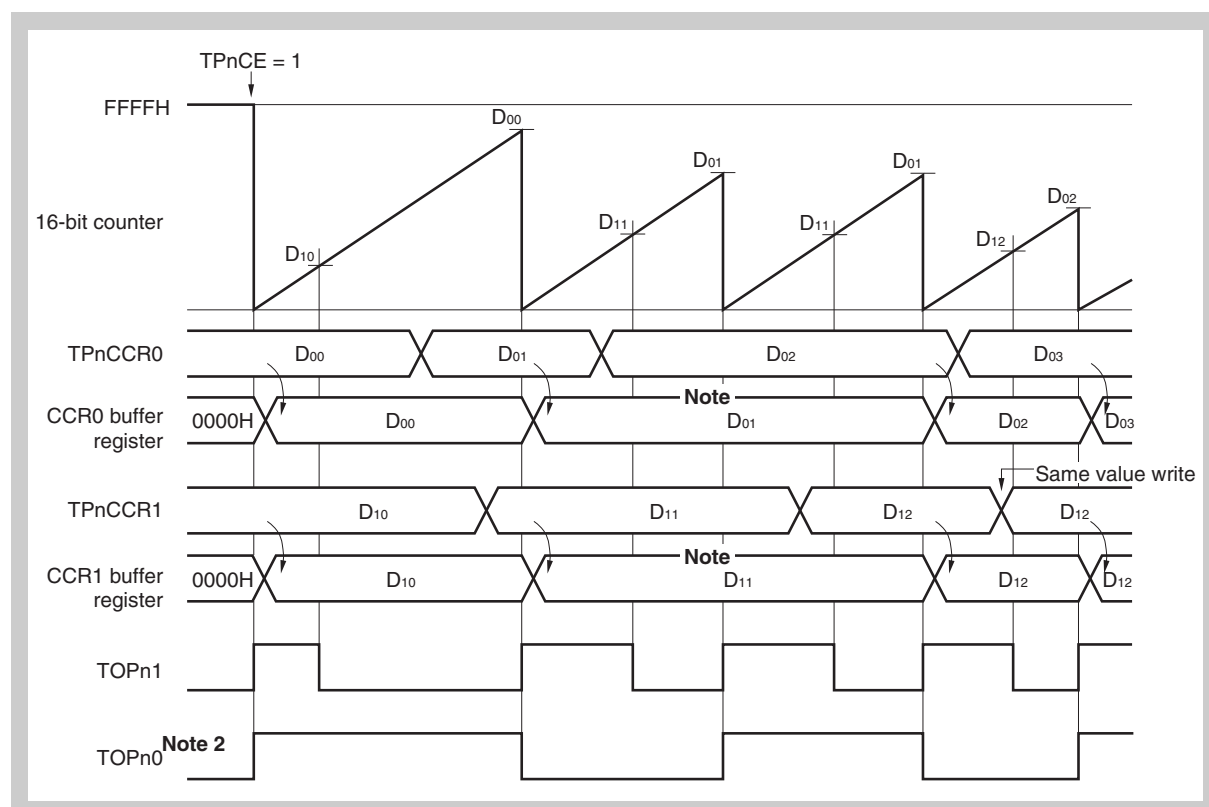 TPnCE = 1
FFFFH
D00
D01
D01
D02
16-bit counter
D10
D11
D11
D12
TPnCCR0
D00
D01
D02
D03
Note
CCR0 buffer
register
0000H
D00
D01
D02
D03
Same value write
TPnCCR1
D10
D11
D12
D12
Note
CCR1 buffer
register
0000H
D10
D11
D12
D12
TOPn1
TOPn0 Note 2